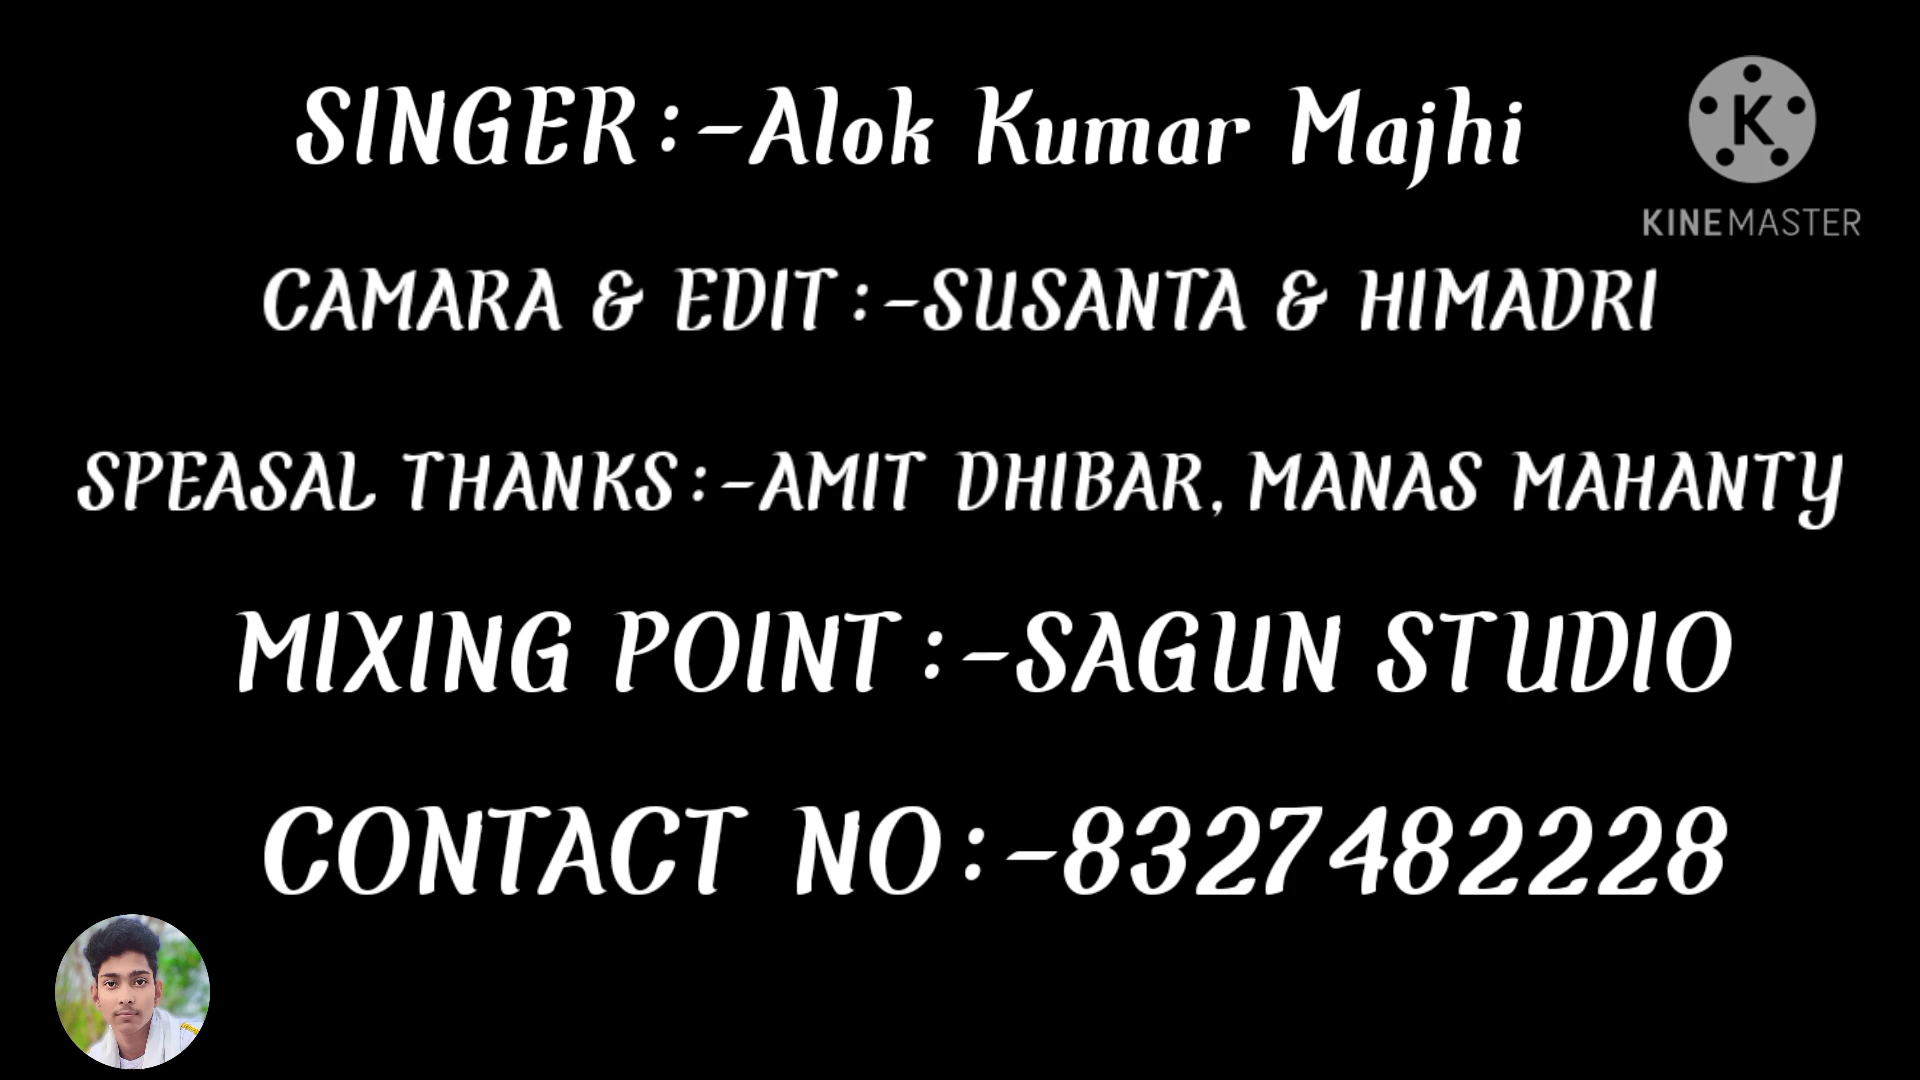 SINGER:-Alok Kumar Majhi
K
KINEMASTER
CAMARA & EDIT:-SUSANTA & HIMADRI
SPEASAL THANKS:-AMIT DHIBAR, MANAS MAHANTY
MIXING POINT:-SAGUN STUDIO
CONTACT NO:-8327482228